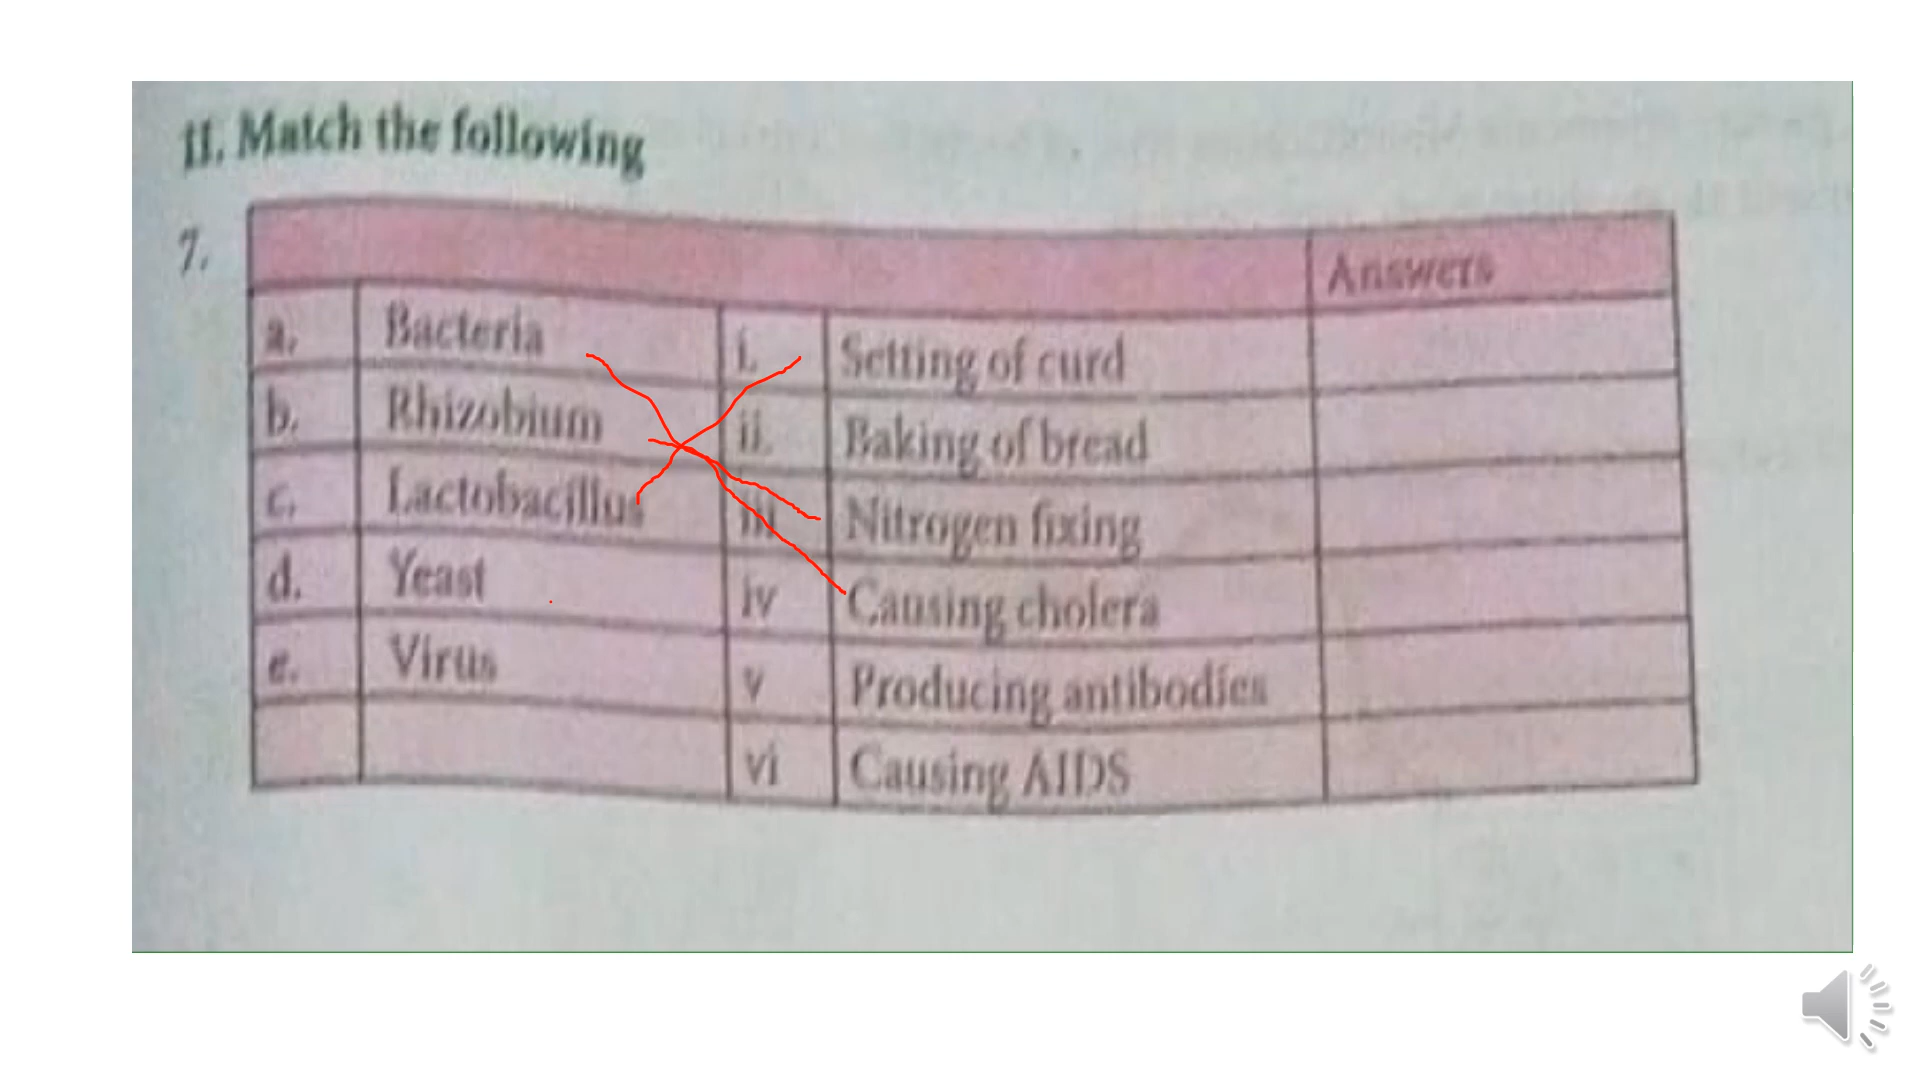 II. Match the following
7.
Answers
a. Bacteria i. Setting of curd
b. Rhizobium ii. Baking of bread
c. Lactobacillus iii Nitrogen fixing
d. Yeast iv Causing cholera
e. Virus v Producing antibodies
vi Causing AIDS